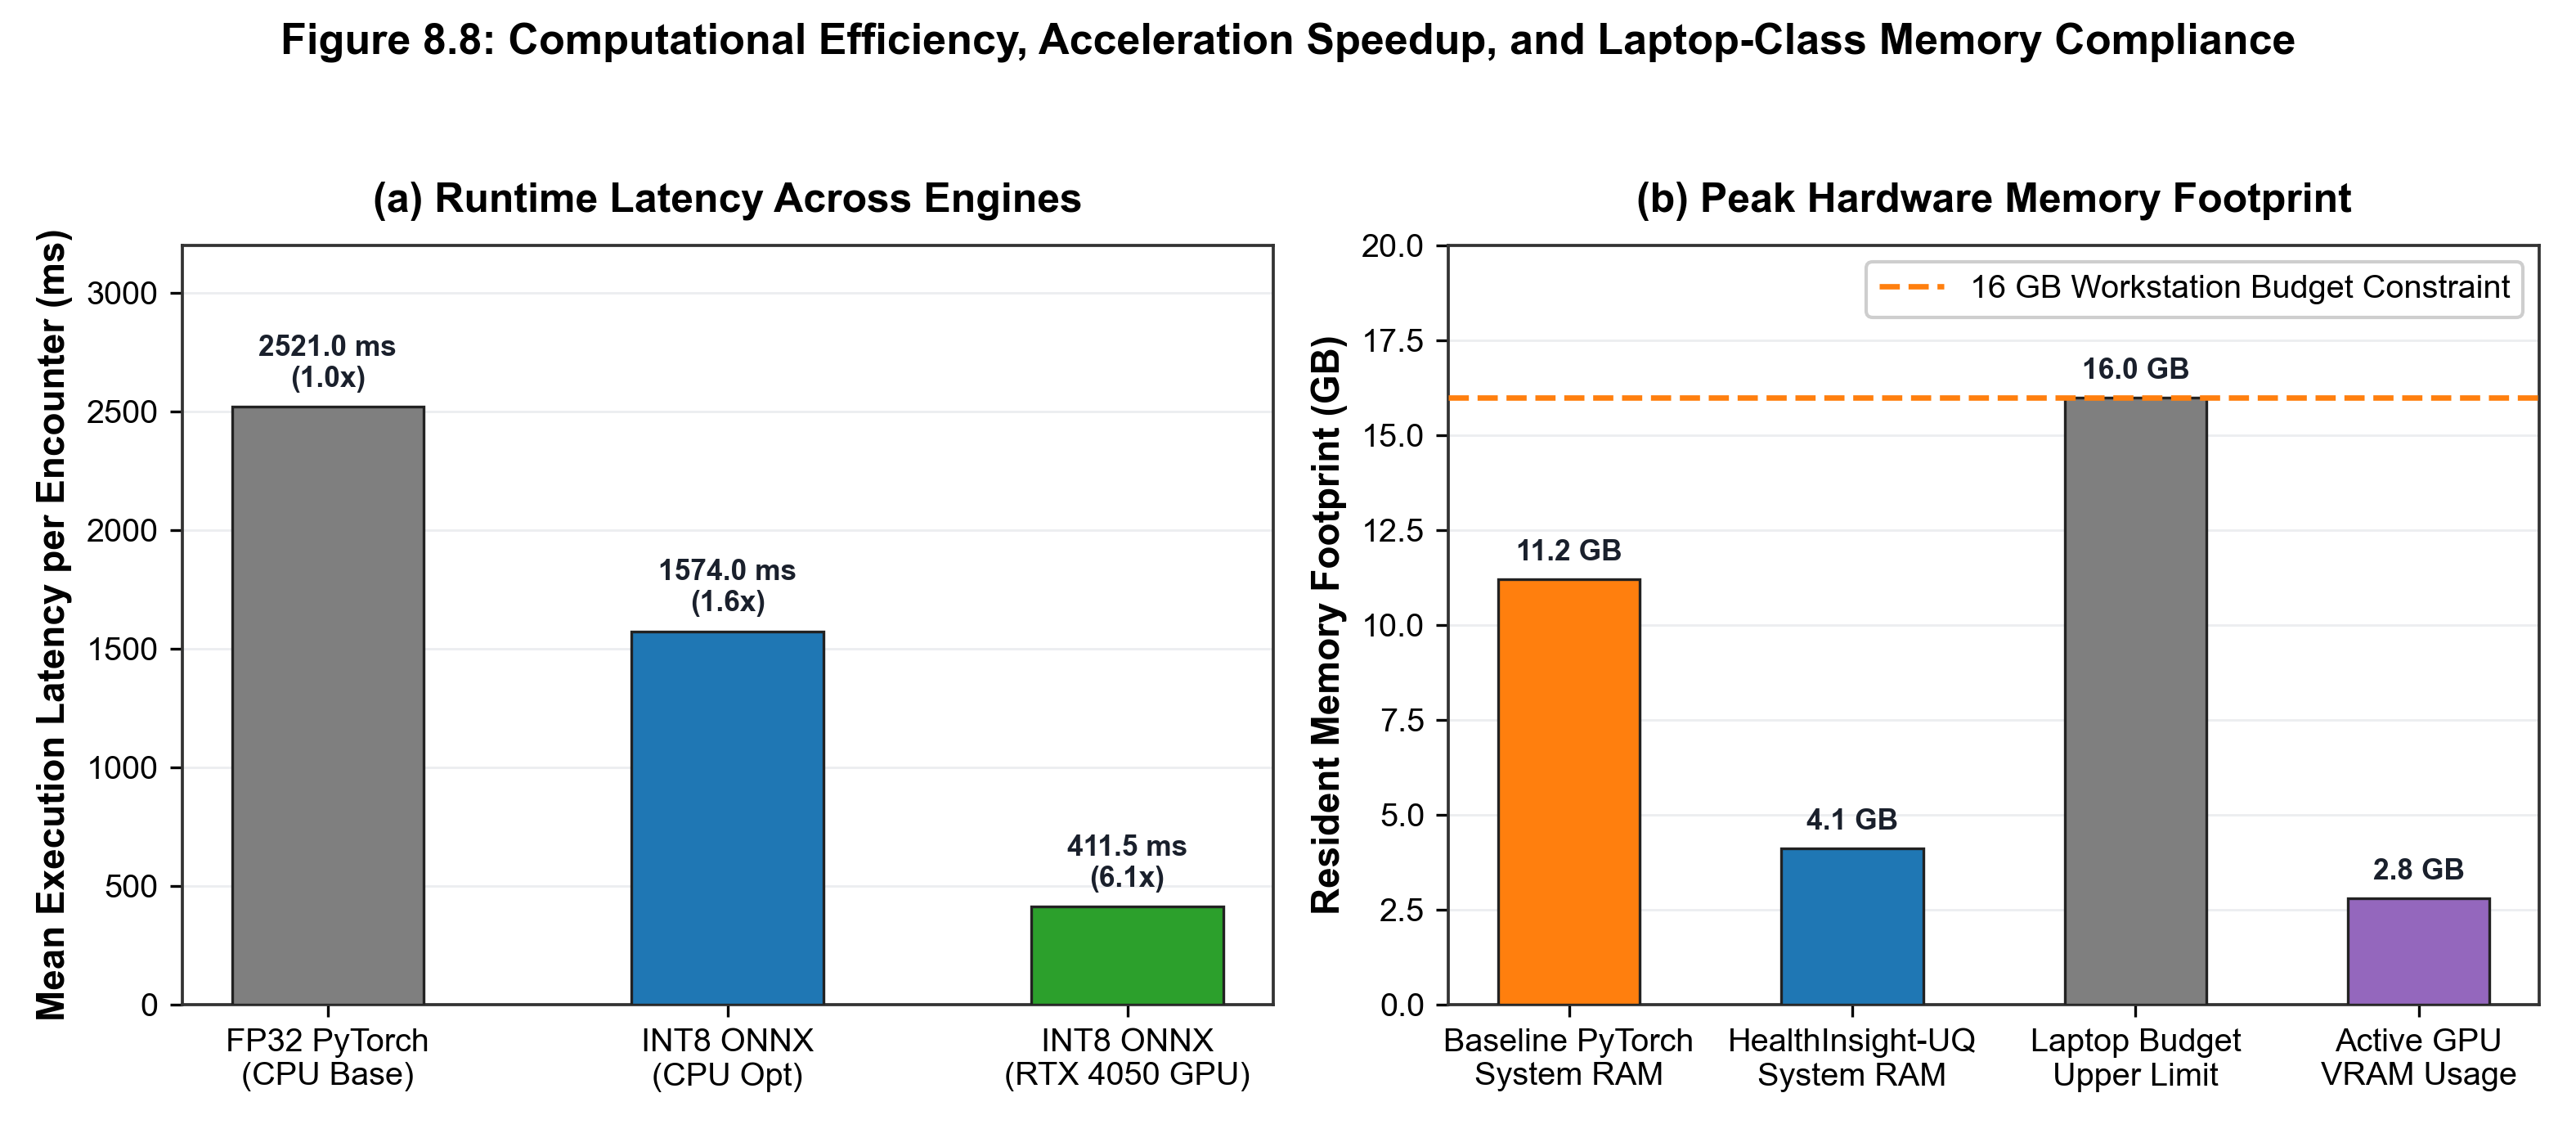 Figure 8.8: Computational Efficiency, Acceleration Speedup, and Laptop-Class Memory Compliance
(a) Runtime Latency Across Engines
Mean Execution Latency per Encounter (ms)
3000
2500
2000
1500
1000
500
0
2521.0 ms
(1.0x)
1574.0 ms
(1.6x)
411.5 ms
(6.1x)
FP32 PyTorch
(CPU Base)
INT8 ONNX
(CPU Opt)
INT8 ONNX
(RTX 4050 GPU)
(b) Peak Hardware Memory Footprint
Resident Memory Footprint (GB)
20.0
17.5
15.0
12.5
10.0
7.5
5.0
2.5
0.0
16 GB Workstation Budget Constraint
11.2 GB
4.1 GB
16.0 GB
2.8 GB
Baseline PyTorch
System RAM
HealthInsight-UQ
System RAM
Laptop Budget
Upper Limit
Active GPU
VRAM Usage